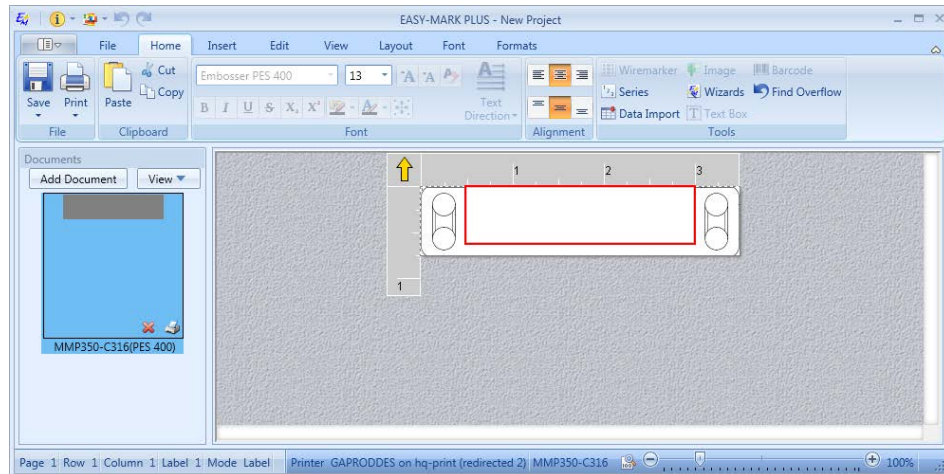 EASY-MARK PLUS - New Project
File Home Insert Edit View Layout Font Formats
Save Print Paste Cut Copy
Embosser PES 400 13
B I U S X, X'
Text Direction
Wiremarker Image Barcode
Series Wizards Find Overflow
Data Import Text Box
File Clipboard Font Alignment Tools
Documents
Add Document View
1 2 3
1
MMP350-C316(PES 400)
Page 1 Row 1 Column 1 Label 1 Mode Label Printer GAPRODDES on hq-print (redirected 2) MMP350-C316 100%